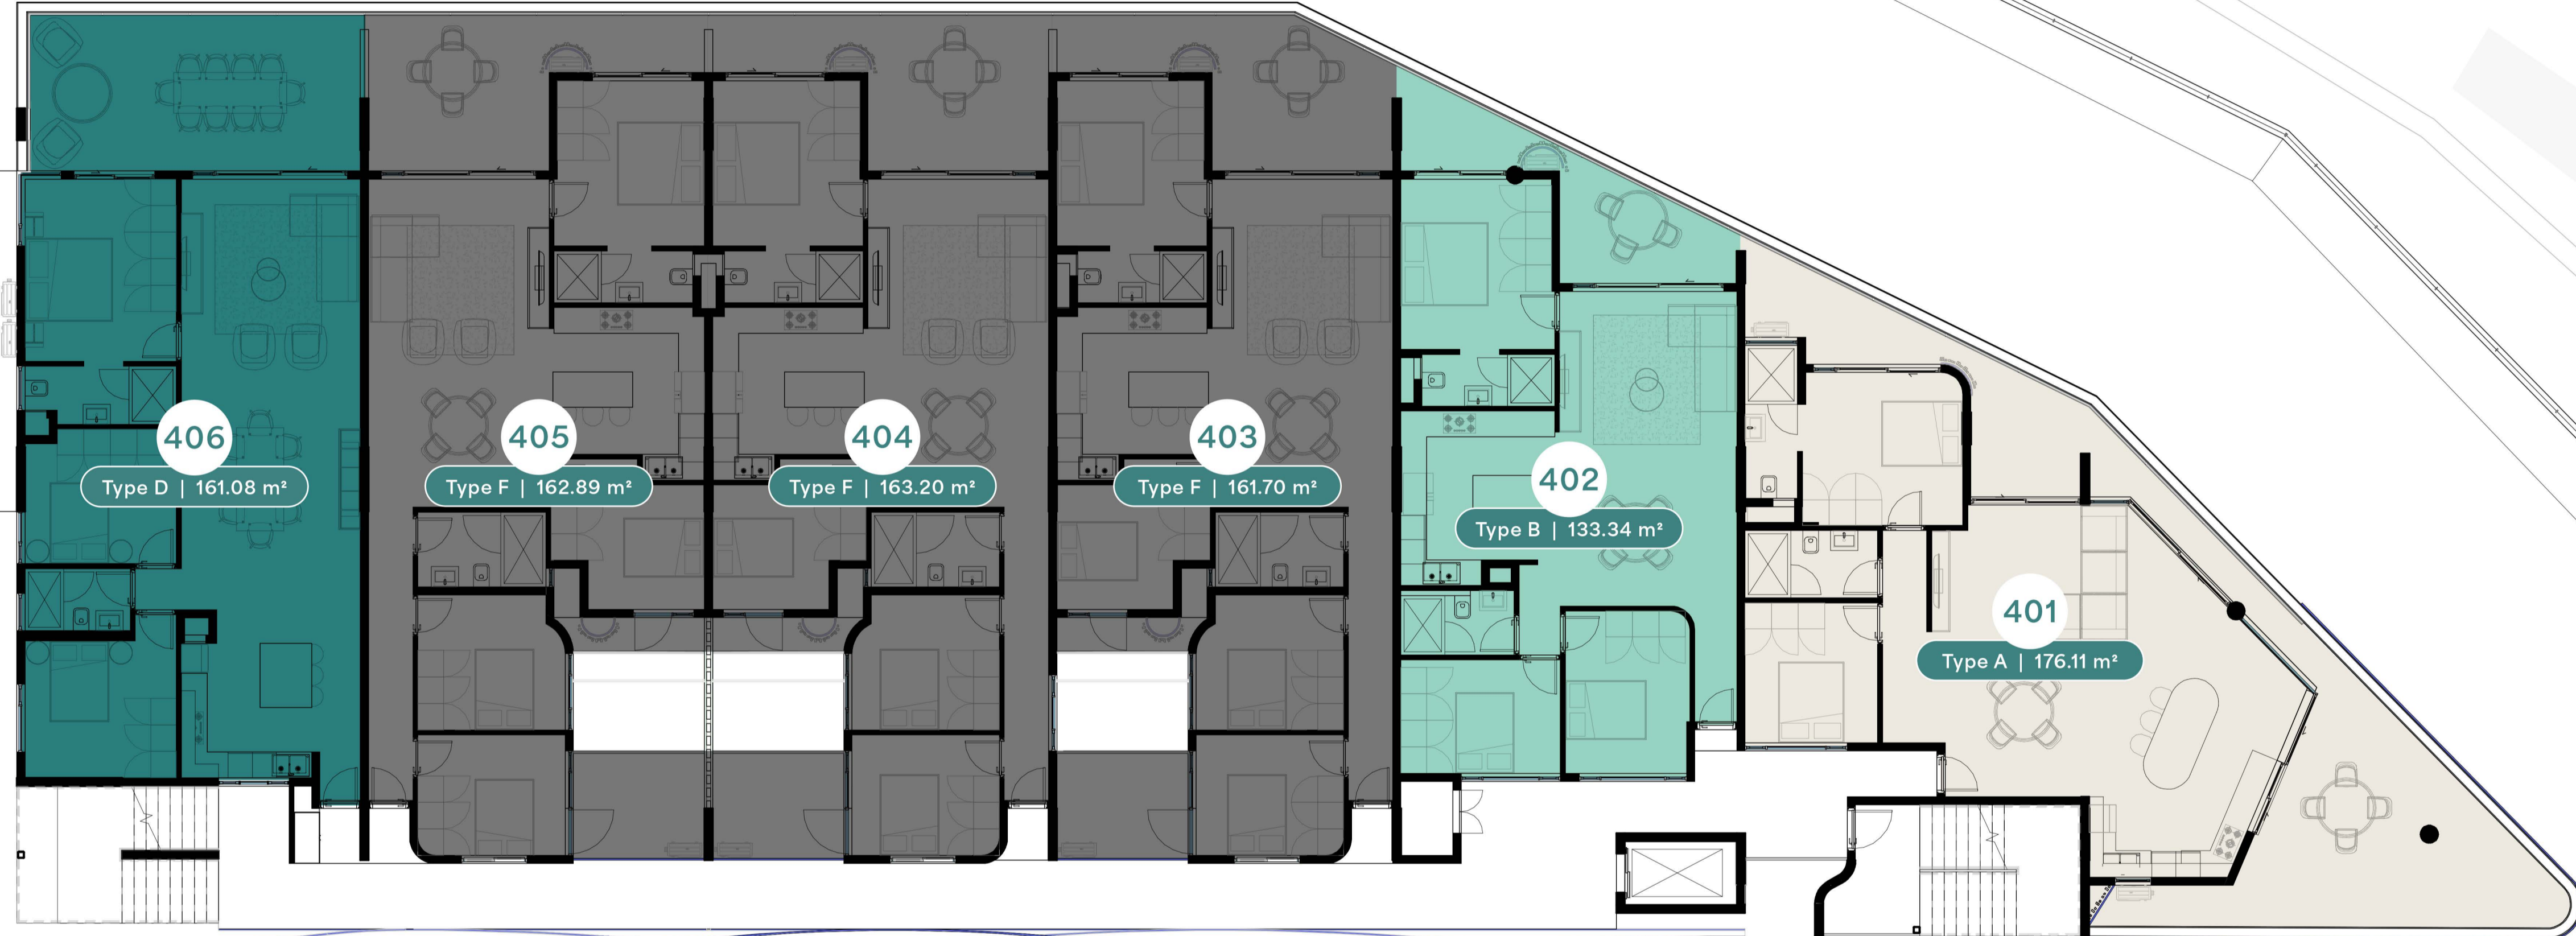 406
Type D | 161.08 m²
405
Type F | 162.89 m²
404
Type F | 163.20 m²
403
Type F | 161.70 m²
402
Type B | 133.34 m²
401
Type A | 176.11 m²